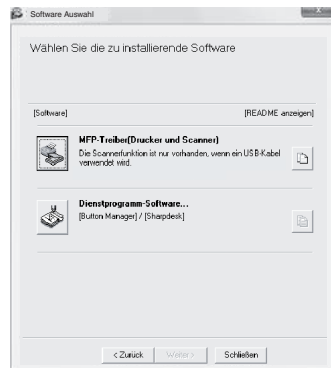 Software Auswahl
Wählen Sie die zu installierende Software
[Software] [README anzeigen]
MFP-Treiber(Drucker und Scanner)
Die Scannerfunktion ist nur vorhanden, wenn ein USB-Kabel
verwendet wird.
Dienstprogramm-Software...
[Button Manager] / [Sharpdesk]
< Zurück Weiter > Schließen